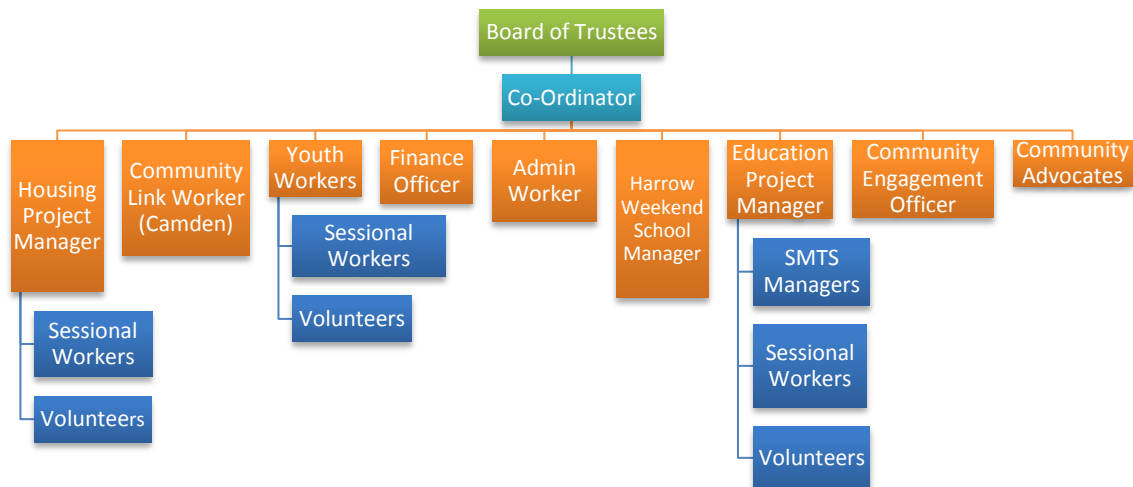 Board of Trustees
Co-Ordinator
Housing
Project
Manager
Community
Link Worker
(Camden)
Youth
Workers
Finance
Officer
Admin
Worker
Harrow
Weekend
School
Manager
Education
Project
Manager
Community
Engagement
Officer
Community
Advocates
Sessional
Workers
Volunteers
Sessional
Workers
Volunteers
SMTS
Managers
Sessional
Workers
Volunteers